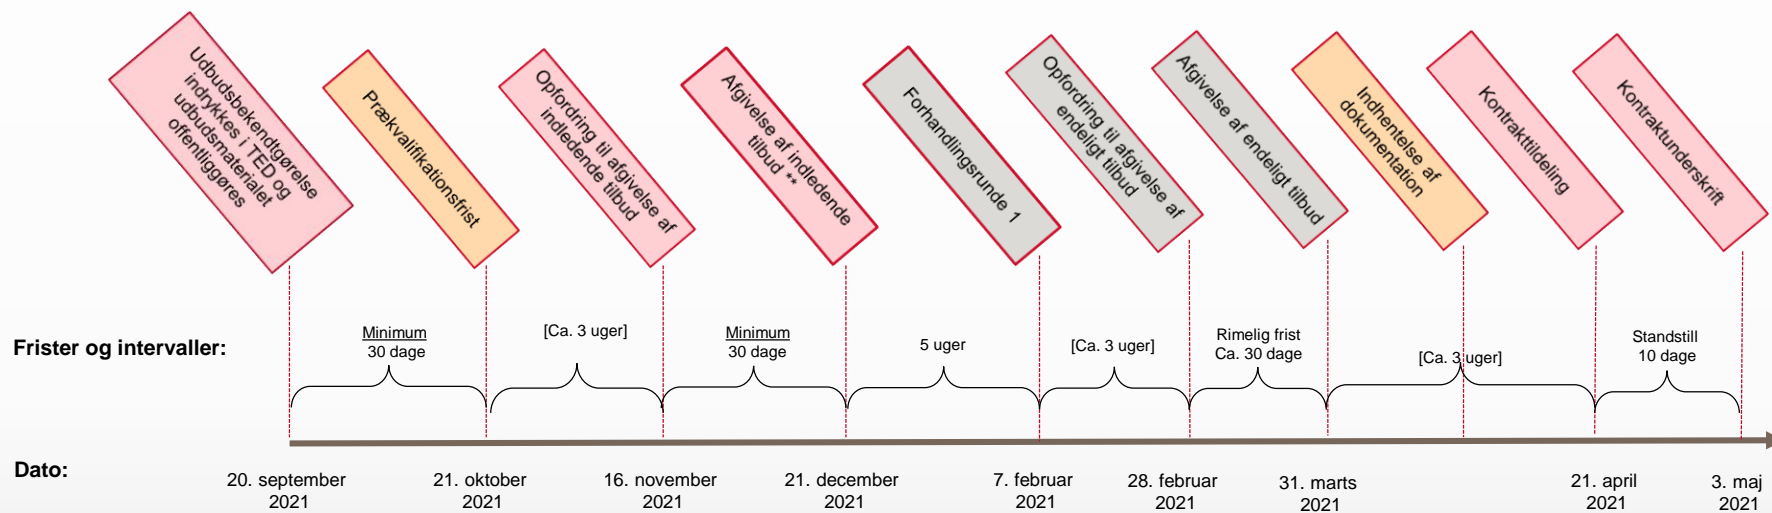 Udbudsbekendtgørelse
indrykkes i TED og
udbudsmaterialet
offentliggøres
Prækvalifikationsfrist
Opfordring til afgivelse af
indledende tilbud
Afgivelse af indledende
tilbud **
Forhandlingsrunde 1
Opfordring til afgivelse af
endeligt tilbud
Afgivelse af endeligt tilbud
Indhentelse af
dokumentation
Kontrakttildeling
Kontraktunderskrift
Frister og intervaller:
Minimum
30 dage
[Ca. 3 uger]
Minimum
30 dage
5 uger
[Ca. 3 uger]
Rimelig frist
Ca. 30 dage
[Ca. 3 uger]
Standstill
10 dage
Dato:
20. september
2021
21. oktober
2021
16. november
2021
21. december
2021
7. februar
2021
28. februar
2021
31. marts
2021
21. april
2021
3. maj
2021